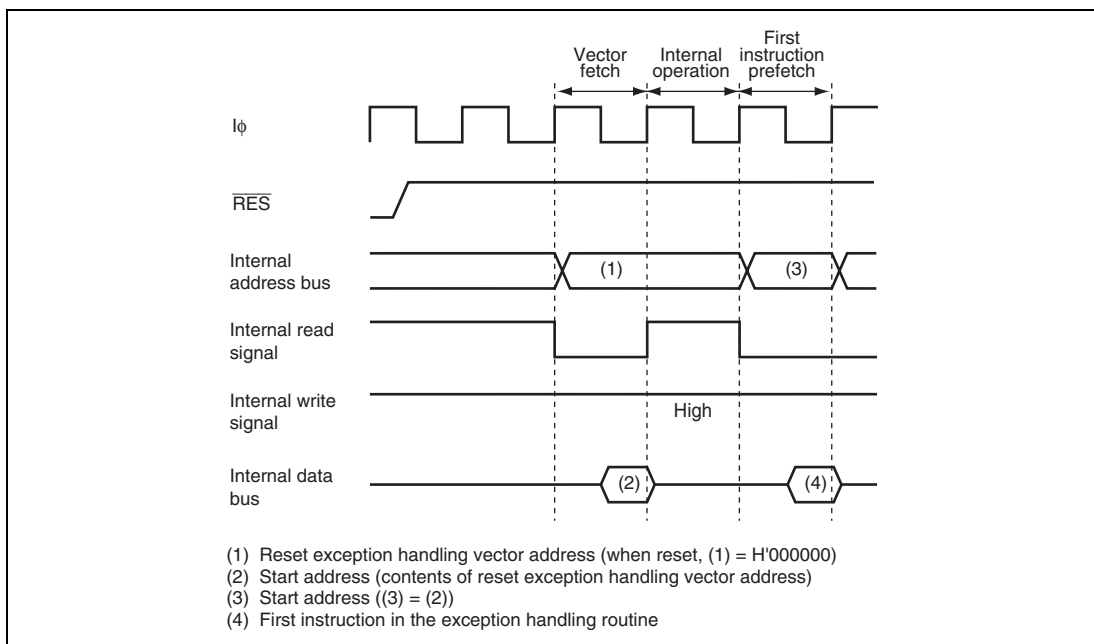 Vector
fetch
Internal
operation
First
instruction
prefetch
Iϕ
RES
Internal
address bus
(1)
(3)
Internal read
signal
Internal write
signal
High
Internal data
bus
(2)
(4)
(1) Reset exception handling vector address (when reset, (1) = H'000000)
(2) Start address (contents of reset exception handling vector address)
(3) Start address ((3) = (2))
(4) First instruction in the exception handling routine